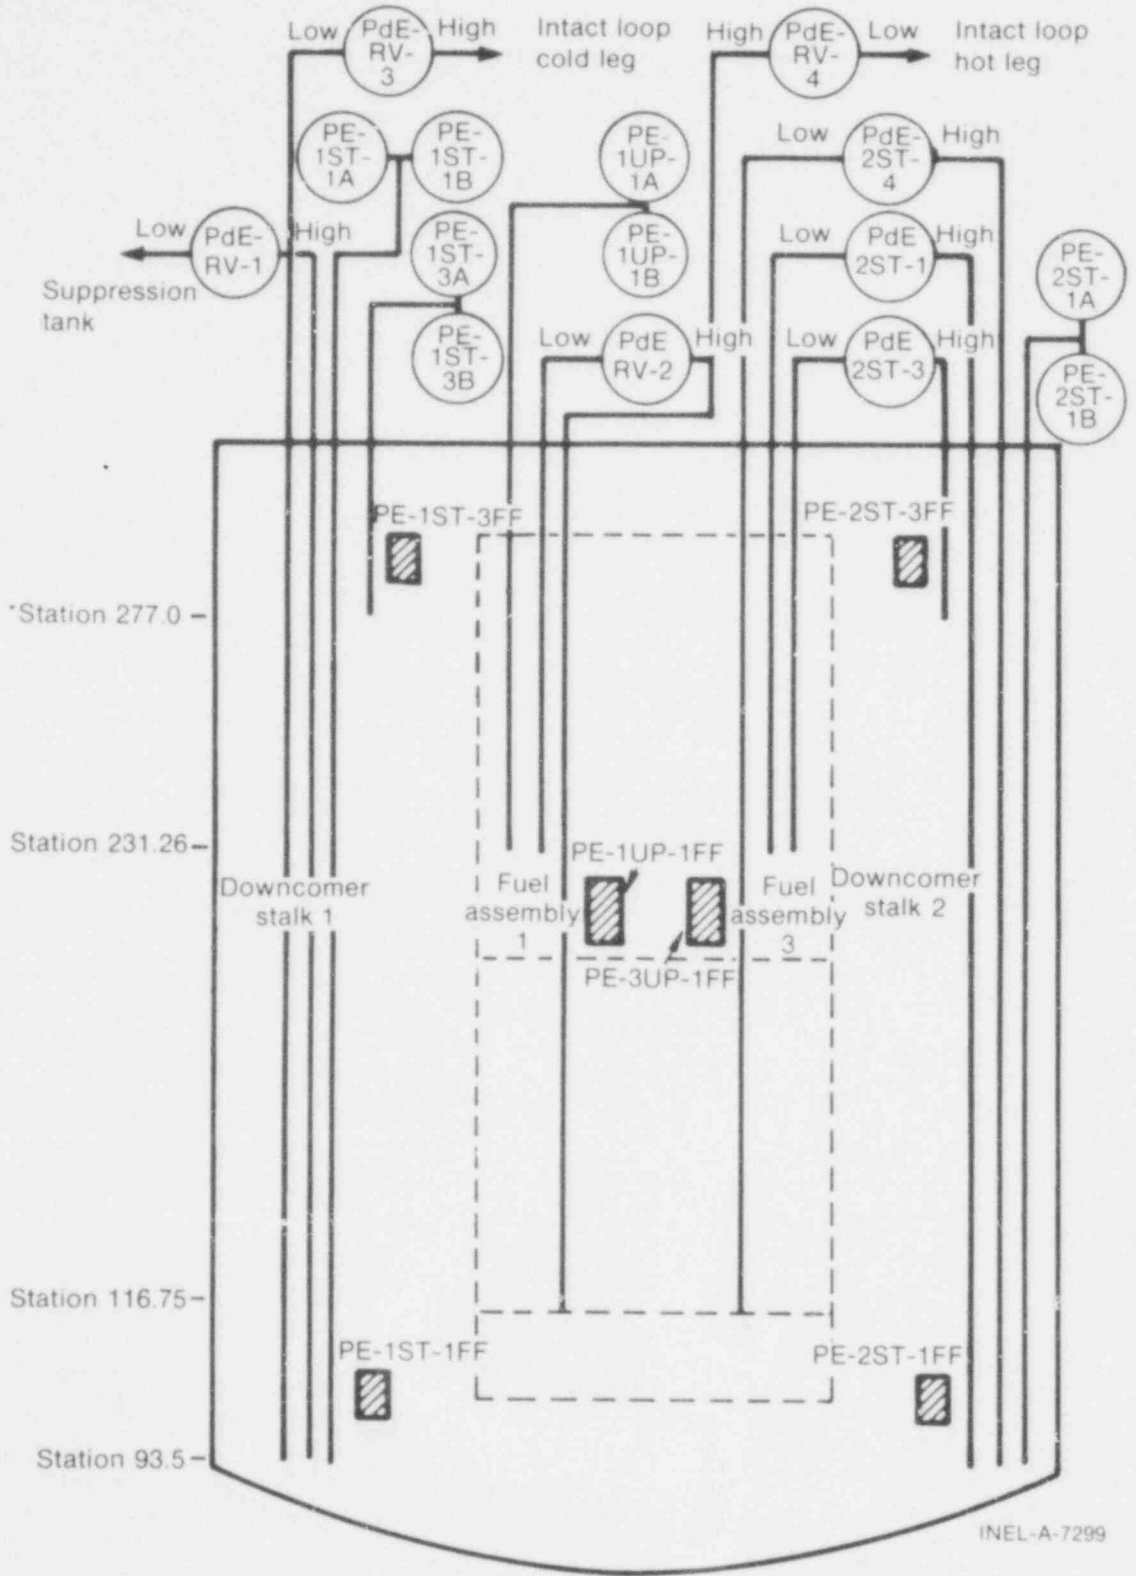 Low
PdE-
RV-
3
High
Intact loop
cold leg
High
PdE-
RV-
4
Low
Intact loop
hot leg
PE-
1ST-
1A
PE-
1ST-
1B
PE-
1UP-
1A
Low
PdE-
2ST-
4
High
Low
PdE-
RV-1
High
PE-
1ST-
3A
PE-
1UP-
1B
Low
PdE
2ST-1
High
PE-
2ST-
1A
Suppression
tank
PE-
1ST-
3B
Low
PdE
RV-2
High
Low
PdE
2ST-3
High
PE-
2ST-
1B
PE-1ST-3FF
PE-2ST-3FF
*Station 277.0
Station 231.26
PE-1UP-1FF
Downcomer
stalk 1
Fuel
assembly
1
Fuel
assembly
3
Downcomer
stalk 2
PE-3UP-1FF
Station 116.75
PE-1ST-1FF
PE-2ST-1FF
Station 93.5
INEL-A-7299